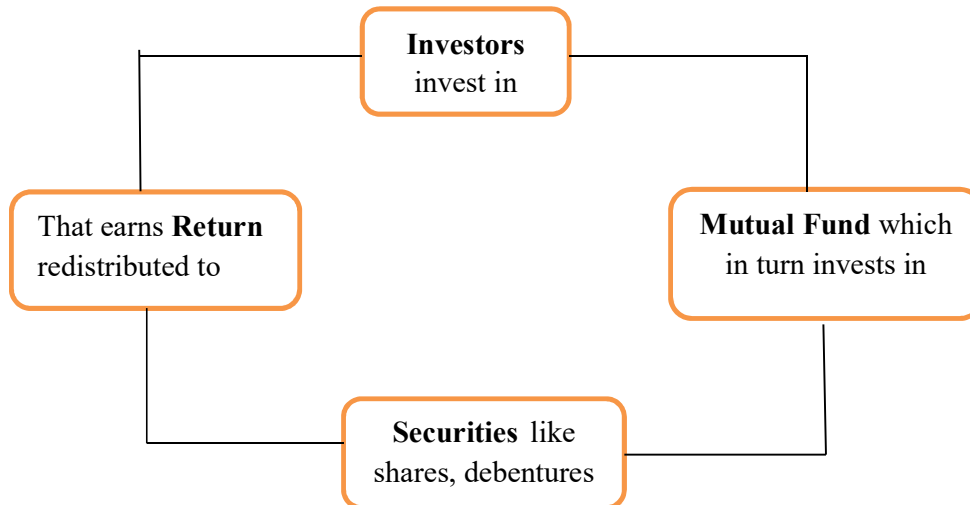 Investors
invest in
Mutual Fund which
in turn invests in
Securities like
shares, debentures
That earns Return
redistributed to